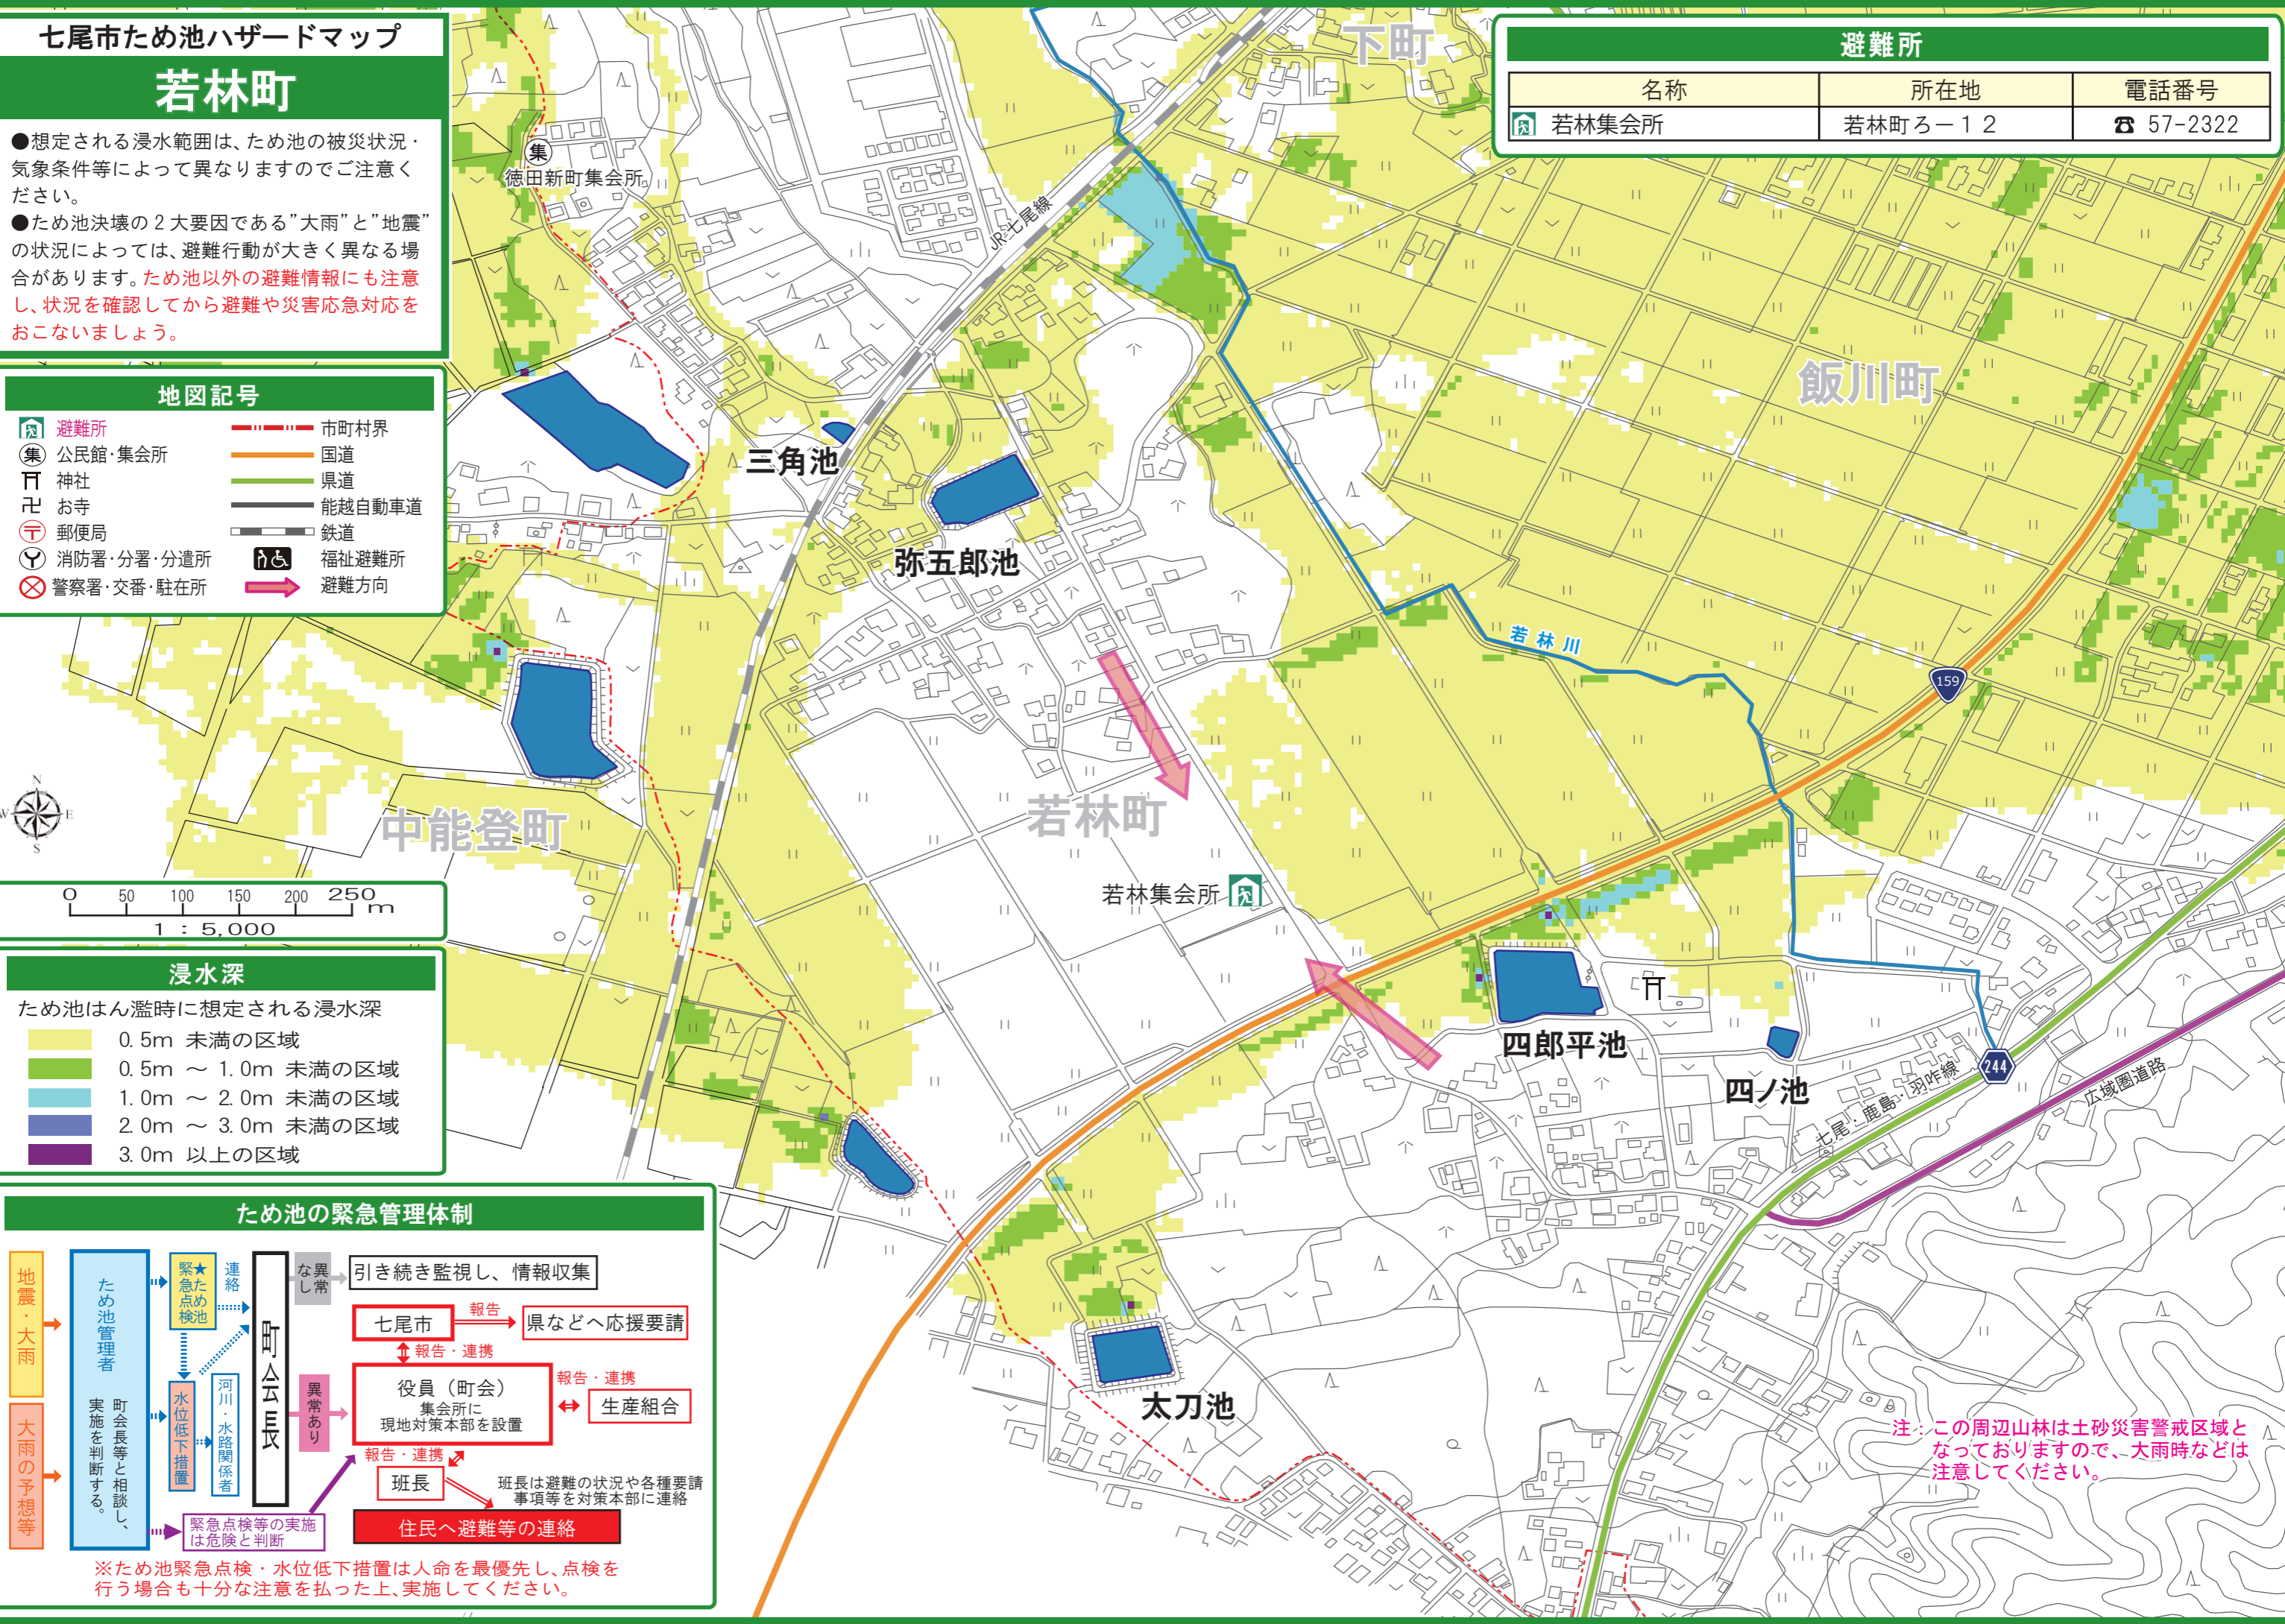 七尾市ため池ハザードマップ
若林町
●想定される浸水範囲は、ため池の被災状況・
気象条件等によって異なりますのでご注意く
ださい。
●ため池決壊の2大要因である”大雨”と”地震”
の状況によっては、避難行動が大きく異なる場
合があります。ため池以外の避難情報にも注意
し、状況を確認してから避難や災害応急対応を
おこないましょう。
避難所
名称 所在地 電話番号
若林集会所 若林町ろ－12 ☎ 57-2322
地図記号
避難所 市町村界
集 公民館・集会所 国道
神社 県道
卍 お寺 能越自動車道
〒 郵便局 鉄道
消防署・分署・分遣所 福祉避難所
警察署・交番・駐在所 避難方向
N
W E
S
0 50 100 150 200 250 m
1 : 5,000
浸水深
ため池はん濫時に想定される浸水深
0.5m 未満の区域
0.5m ～ 1.0m 未満の区域
1.0m ～ 2.0m 未満の区域
2.0m ～ 3.0m 未満の区域
3.0m 以上の区域
ため池の緊急管理体制
地震・大雨
大雨の予想等
ため池管理者
町会長等と相談し、
実施を判断する。
★ため池
緊急点検
連絡
水位低下措置
河川・水路関係者
緊急点検等の実施
は危険と判断
町会長
異常
なし
引き続き監視し、情報収集
異常あり
七尾市
報告
県などへ応援要請
報告・連携
役員（町会）
集会所に
現地対策本部を設置
報告・連携
生産組合
報告・連携
班長
班長は避難の状況や各種要請
事項等を対策本部に連絡
住民へ避難等の連絡
※ため池緊急点検・水位低下措置は人命を最優先し、点検を
行う場合も十分な注意を払った上、実施してください。
下町
集
徳田新町集会所
JR七尾線
飯川町
三角池
弥五郎池
若林川
159
中能登町
若林町
若林集会所
四郎平池
四ノ池
244
七尾・鹿島・羽咋線
広域圏道路
太刀池
注：この周辺山林は土砂災害警戒区域と
なっておりますので、大雨時などは
注意してください。